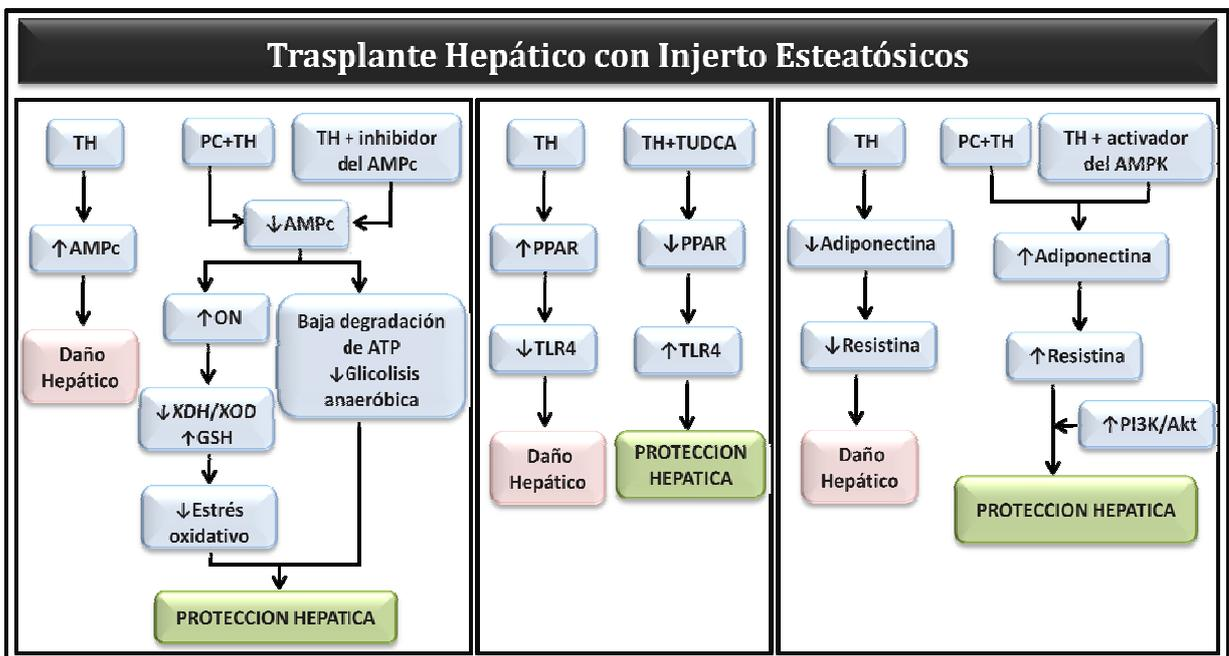 Trasplante Hepático con Injerto Esteatósicos
TH
↑AMPc
Daño
Hepático
PC+TH
TH + inhibidor
del AMPc
↓AMPc
↑ON
↓XDH/XOD
↑GSH
↓Estrés
oxidativo
Baja degradación
de ATP
↓Glicolisis
anaeróbica
PROTECCION HEPATICA
TH
↑PPAR
↓TLR4
Daño
Hepático
TH+TUDCA
↓PPAR
↑TLR4
PROTECCION
HEPATICA
TH
↓Adiponectina
↓Resistina
Daño
Hepático
PC+TH
TH + activador
del AMPK
↑Adiponectina
↑Resistina
↑PI3K/Akt
PROTECCION HEPATICA